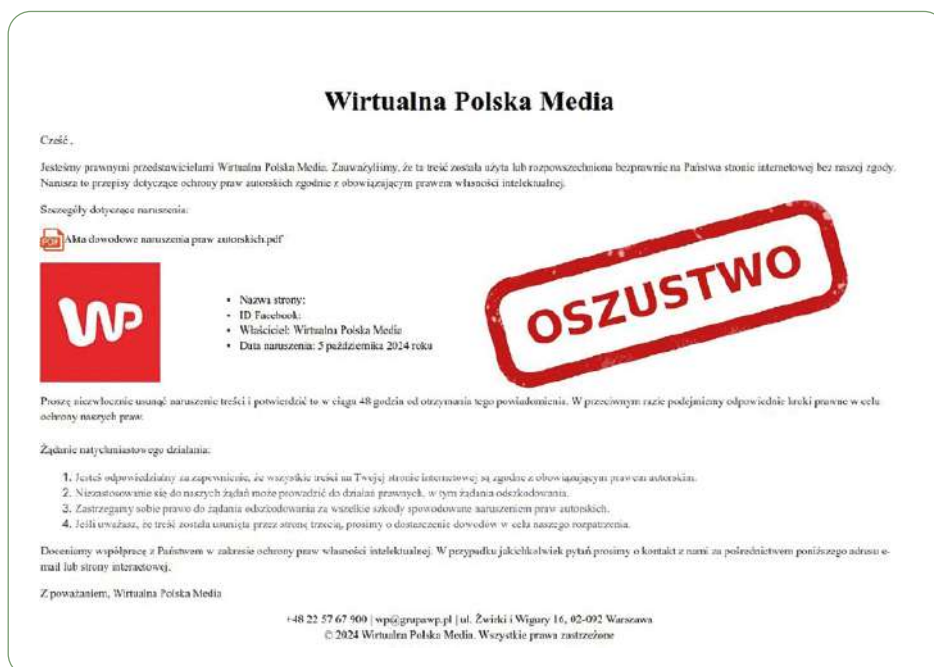 Wirtualna Polska Media
Cześć ,
Jesteśmy prawnymi przedstawicielami Wirtualna Polska Media. Zauważyliśmy, że ta treść została użyta lub rozpowszechniona bezprawnie na Państwa stronie internetowej bez naszej zgody.
Narusza to przepisy dotyczące ochrony praw autorskich zgodnie z obowiązującym prawem własności intelektualnej.
Szczegóły dotyczące naruszenia:
PDF Akta dowodowe naruszenia praw autorskich.pdf
WP
• Nazwa strony:
• ID Facebook:
• Właściciel: Wirtualna Polska Media
• Data naruszenia: 5 października 2024 roku
OSZUSTWO
Proszę niezwłocznie usunąć naruszenie treści i potwierdzić to w ciągu 48 godzin od otrzymania tego powiadomienia. W przeciwnym razie podejmiemy odpowiednie kroki prawne w celu
ochrony naszych praw.
Żądanie natychmiastowego działania:
1. Jesteś odpowiedzialny za zapewnienie, że wszystkie treści na Twojej stronie internetowej są zgodne z obowiązującym prawem autorskim.
2. Niezastosowanie się do naszych żądań może prowadzić do działań prawnych, w tym żądania odszkodowania.
3. Zastrzegamy sobie prawo do żądania odszkodowania za wszelkie szkody spowodowane naruszeniem praw autorskich.
4. Jeśli uważasz, że treść została usunięta przez stronę trzecią, prosimy o dostarczenie dowodów w celu naszego rozpatrzenia.
Doceniamy współpracę z Państwem w zakresie ochrony praw własności intelektualnej. W przypadku jakichkolwiek pytań prosimy o kontakt z nami za pośrednictwem poniższego adresu e-
mail lub strony internetowej.
Z poważaniem, Wirtualna Polska Media
+48 22 57 67 900 | wp@grupawp.pl | ul. Żwirki i Wigury 16, 02-092 Warszawa
© 2024 Wirtualna Polska Media. Wszystkie prawa zastrzeżone